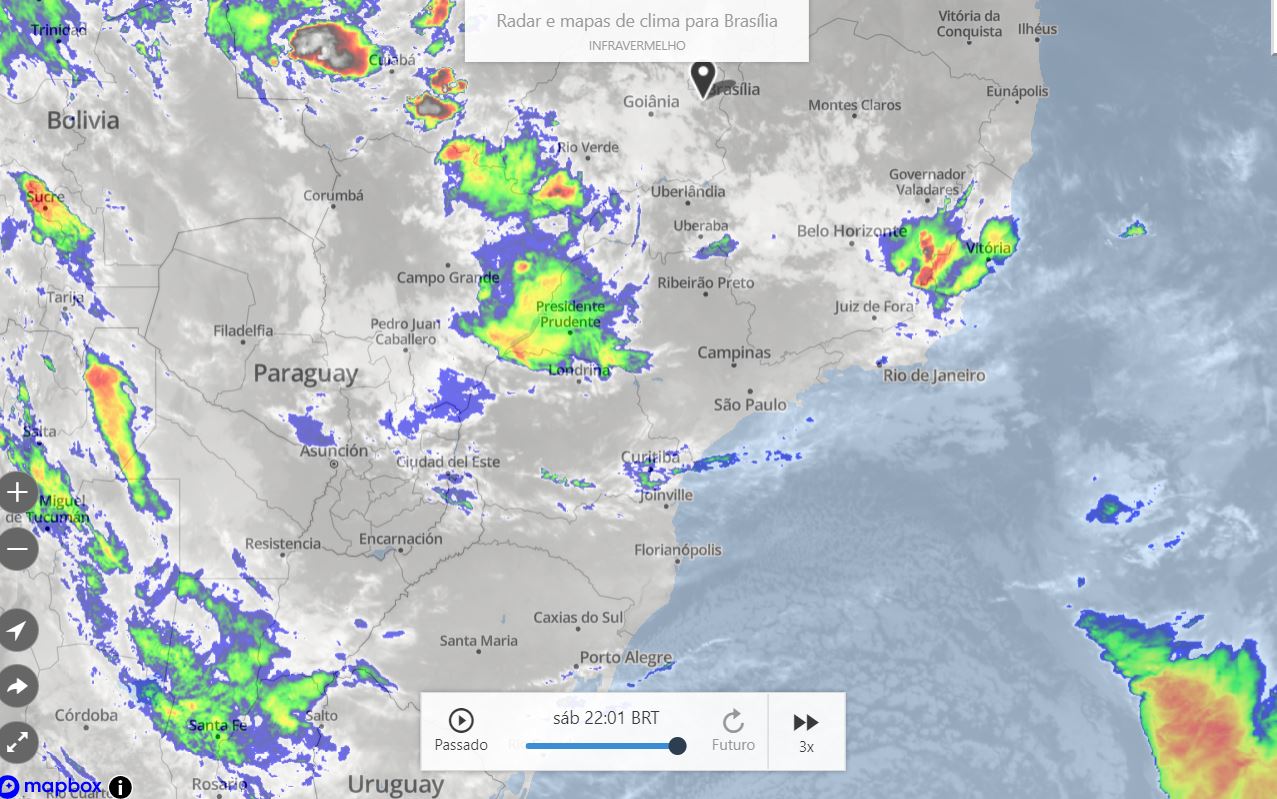 Radar e mapas de clima para Brasília
INFRAVERMELHO
Trinidad
Cuiabá
Vitória da
Conquista
Ilhéus
Bolivia
Goiânia
Brasília
Montes Claros
Eunápolis
Rio Verde
Corumbá
Uberlândia
Governador
Valadares
Sucre
Uberaba
Belo Horizonte
Vitória
Campo Grande
Ribeirão Preto
Tarija
Presidente
Prudente
Juiz de Fora
Filadelfia
Pedro Juan
Caballero
Campinas
Paraguay
Londrina
Rio de Janeiro
São Paulo
Salta
Asunción
Ciudad del Este
Curitiba
Joinville
Miguel
de Tucumán
Resistencia
Encarnación
Florianópolis
Caxias do Sul
Santa Maria
Porto Alegre
Córdoba
Santa Fe
Salto
sáb 22:01 BRT
Passado
Futuro
3x
Rosario
Uruguay
mapbox
Río Cuarto